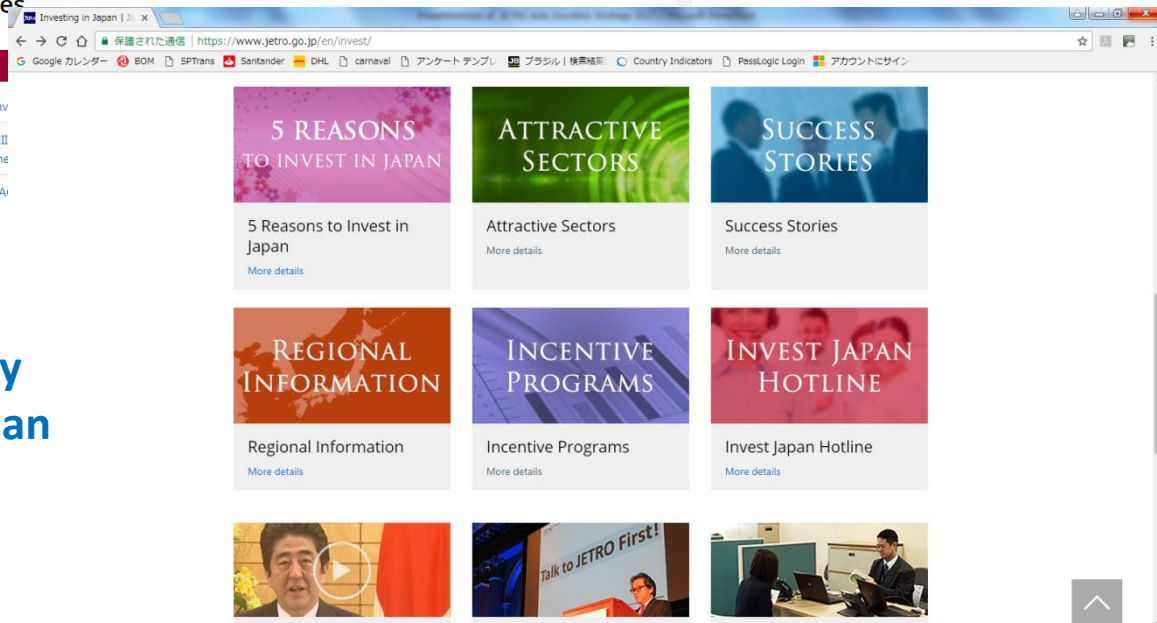 es
Investing in Japan | Je
保護された通信 | https://www.jetro.go.jp/en/invest/
Google カレンダー BOM SPTrans Santander DHL carnaval アンケート テンプレ ブラジル | 検索結果 Country Indicators PassLogic Login アカウントにサイン
5 REASONS
TO INVEST IN JAPAN
ATTRACTIVE
SECTORS
SUCCESS
STORIES
5 Reasons to Invest in
Japan
More details
Attractive Sectors
More details
Success Stories
More details
REGIONAL
INFORMATION
INCENTIVE
PROGRAMS
INVEST JAPAN
HOTLINE
y
an
Regional Information
More details
Incentive Programs
More details
Invest Japan Hotline
More details
Talk to JETRO First!